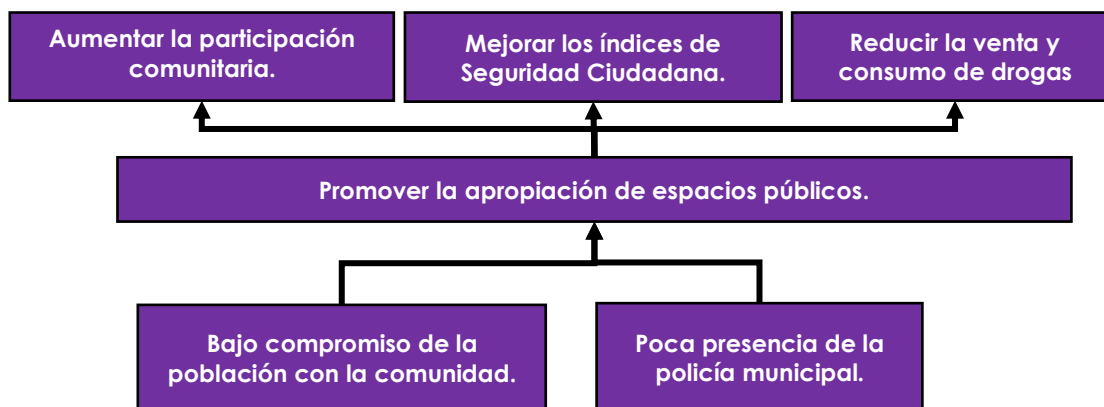 Aumentar la participación
comunitaria.
Mejorar los índices de
Seguridad Ciudadana.
Reducir la venta y
consumo de drogas
Promover la apropiación de espacios públicos.
Bajo compromiso de la
población con la comunidad.
Poca presencia de la
policía municipal.